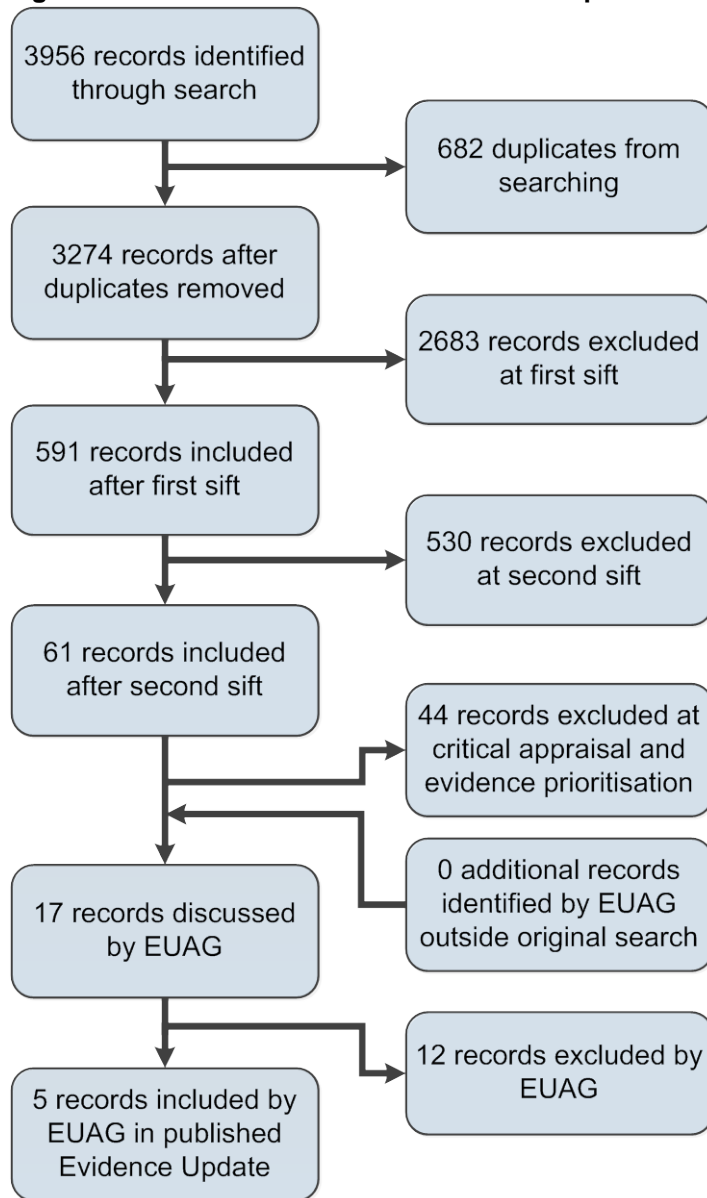 3956 records identified
through search
682 duplicates from
searching
3274 records after
duplicates removed
2683 records excluded
at first sift
591 records included
after first sift
530 records excluded
at second sift
61 records included
after second sift
44 records excluded at
critical appraisal and
evidence prioritisation
0 additional records
identified by EUAG
outside original search
17 records discussed
by EUAG
12 records excluded by
EUAG
5 records included by
EUAG in published
Evidence Update